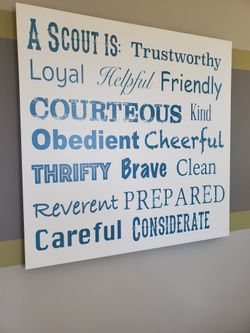 A SCOUT IS: Trustworthy
Loyal Helpful Friendly
COURTEOUS Kind
Obedient Cheerful
THRIFTY Brave Clean
Reverent PREPARED
Careful CONSIDERATE